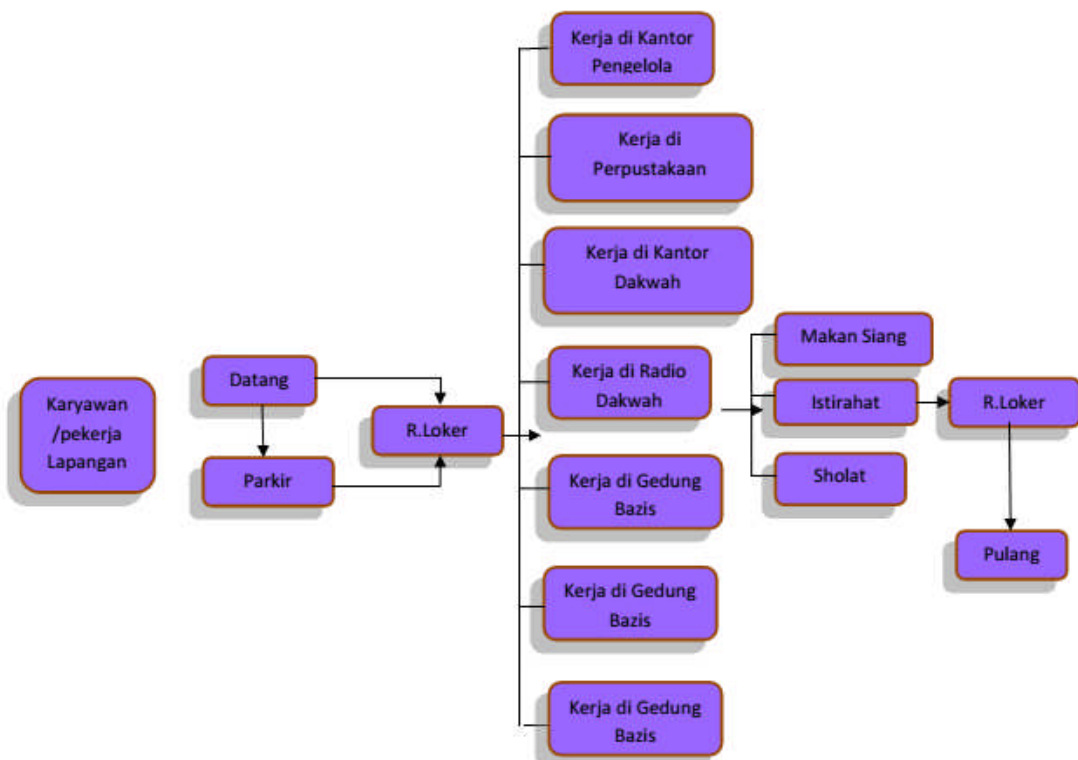 Karyawan
/pekerja
Lapangan
Datang
Parkir
R.Loker
Kerja di Kantor
Pengelola
Kerja di
Perpustakaan
Kerja di Kantor
Dakwah
Kerja di Radio
Dakwah
Kerja di Gedung
Bazis
Kerja di Gedung
Bazis
Kerja di Gedung
Bazis
Makan Siang
Istirahat
Sholat
R.Loker
Pulang